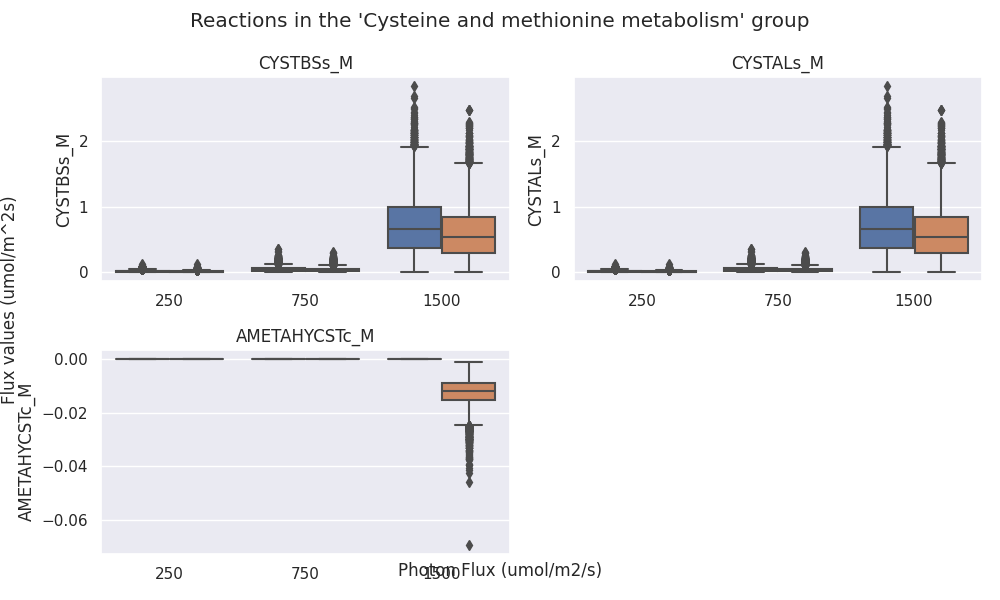 Reactions in the 'Cysteine and methionine metabolism' group
CYSTBSs_M
CYSTBSs_M
2
1
0
250 750 1500
CYSTALs_M
CYSTALs_M
2
1
0
250 750 1500
Flux values (umol/m^2s)
AMETAHYCSTc_M
AMETAHYCSTc_M
0.00
−0.02
−0.04
−0.06
250 750 1500
Photon Flux (umol/m2/s)